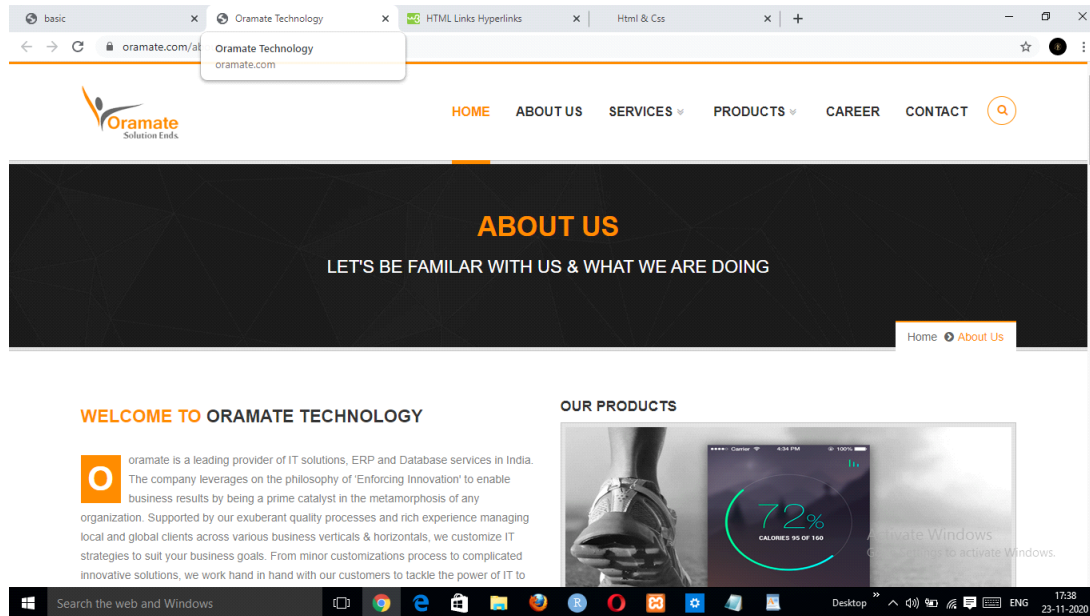 basic
Oramate Technology
HTML Links Hyperlinks
Html & Css
oramate.com/ab
Oramate Technology
oramate.com
Oramate
Solution Ends.
HOME
ABOUT US
SERVICES
PRODUCTS
CAREER
CONTACT
ABOUT US
LET'S BE FAMILAR WITH US & WHAT WE ARE DOING
Home
About Us
WELCOME TO ORAMATE TECHNOLOGY
O oramate is a leading provider of IT solutions, ERP and Database services in India.
The company leverages on the philosophy of 'Enforcing Innovation' to enable
business results by being a prime catalyst in the metamorphosis of any
organization. Supported by our exuberant quality processes and rich experience managing
local and global clients across various business verticals & horizontals, we customize IT
strategies to suit your business goals. From minor customizations process to complicated
innovative solutions, we work hand in hand with our customers to tackle the power of IT to
OUR PRODUCTS
Carrier
4:34 PM
100%
72%
CALORIES 95 OF 160
Activate Windows
to activate Windows.
Search the web and Windows
Desktop
ENG
17:38
23-11-2020